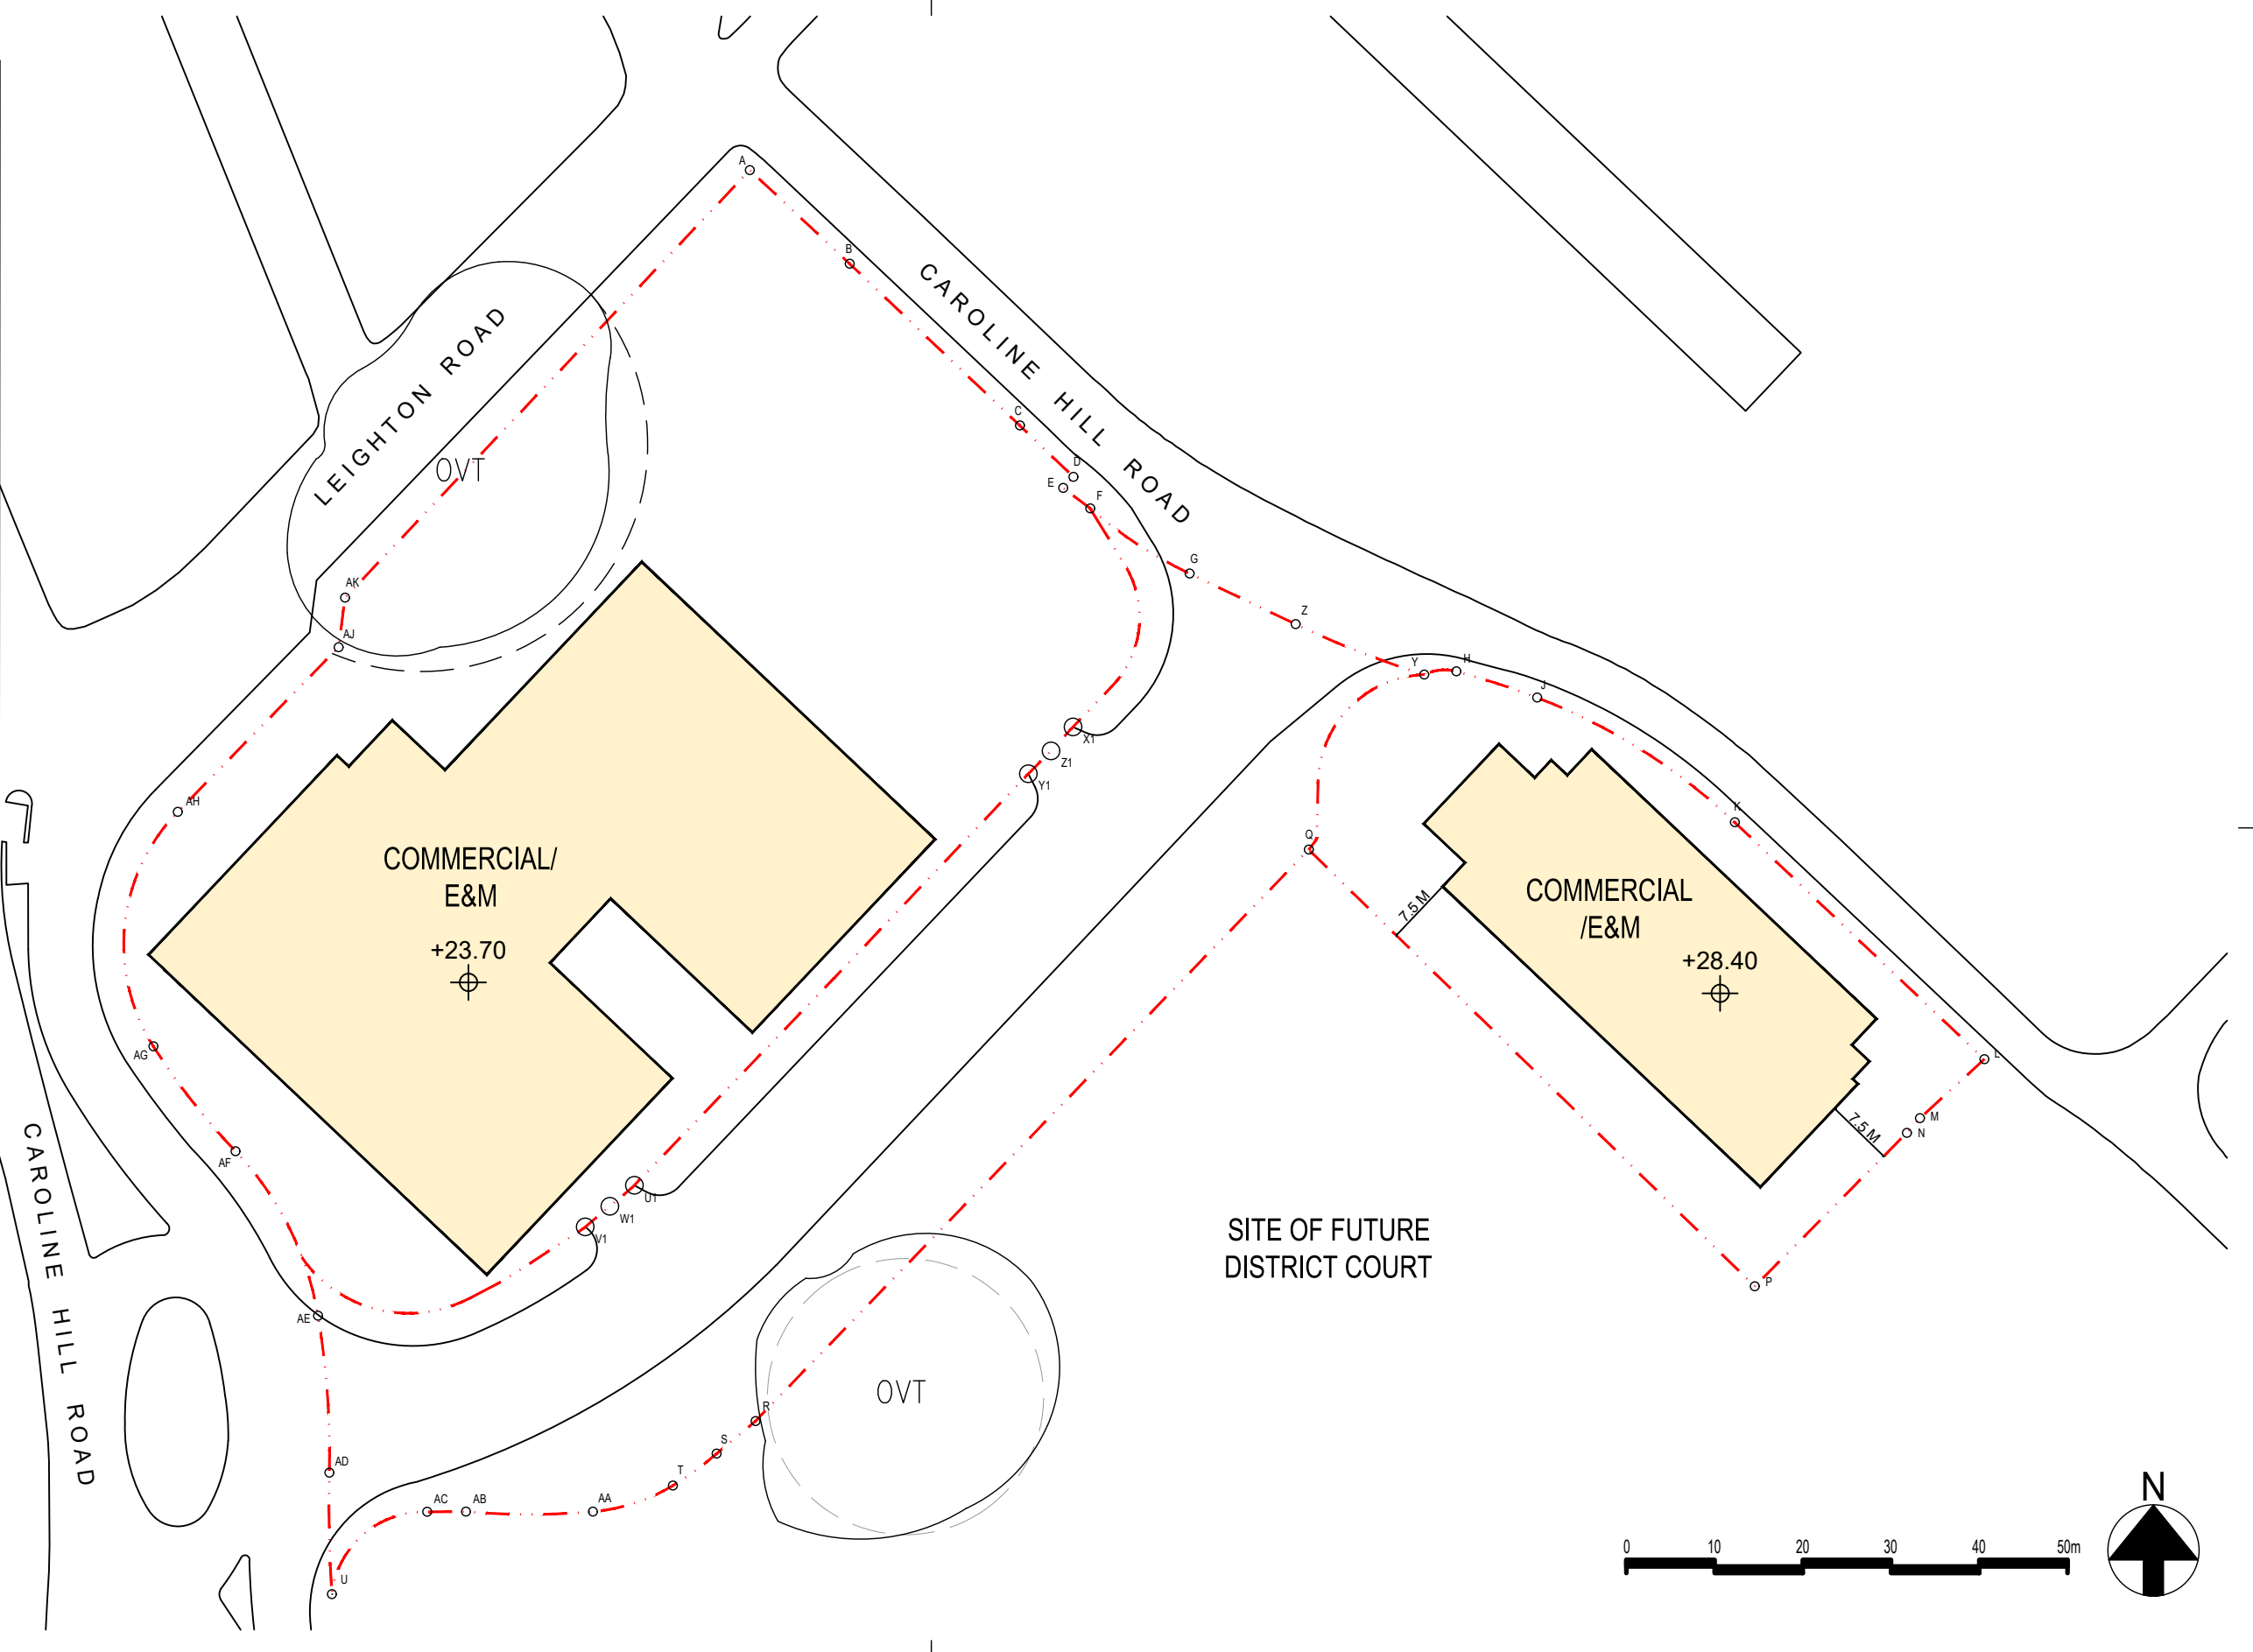 A
B
CAROLINE HILL ROAD
LEIGHTON ROAD
C
OVT
D
E
F
G
AK
Z
AJ
Y
H
J
X1
Z1
Y1
AH
K
Q
COMMERCIAL/
E&M
+23.70
7.5 M
COMMERCIAL
/E&M
+28.40
AG
L
M
N
7.5 M
AF
CAROLINE HILL ROAD
U1
W1
V1
SITE OF FUTURE
DISTRICT COURT
P
AE
OVT
R
S
T
AD
AC
AB
AA
U
N
0 10 20 30 40 50m